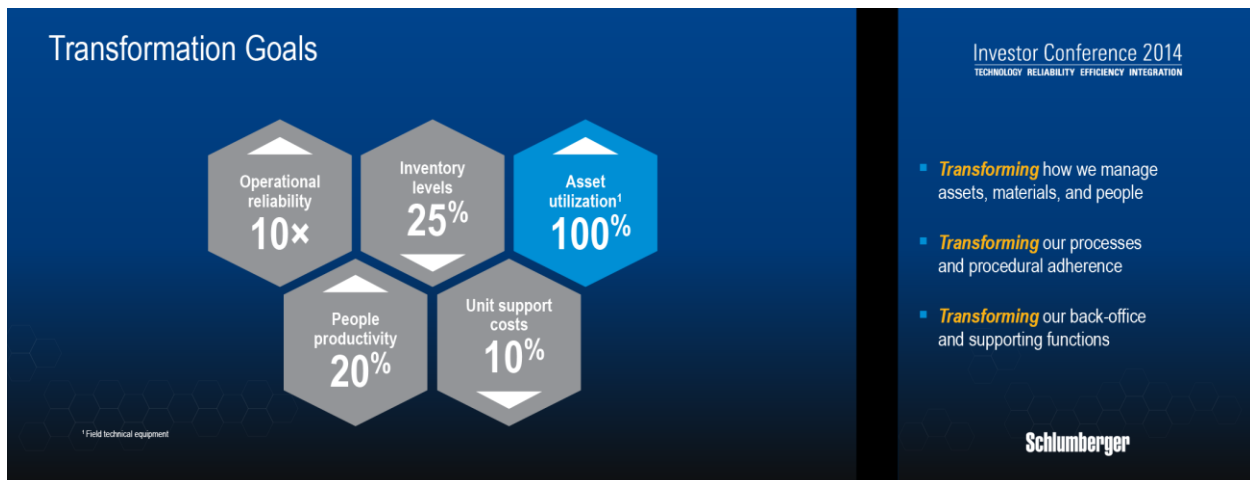 Transformation Goals
Operational
reliability
10×
Inventory
levels
25%
Asset
utilization¹
100%
People
productivity
20%
Unit support
costs
10%
¹ Field technical equipment
Investor Conference 2014
TECHNOLOGY RELIABILITY EFFICIENCY INTEGRATION
Transforming how we manage
assets, materials, and people
Transforming our processes
and procedural adherence
Transforming our back-office
and supporting functions
Schlumberger